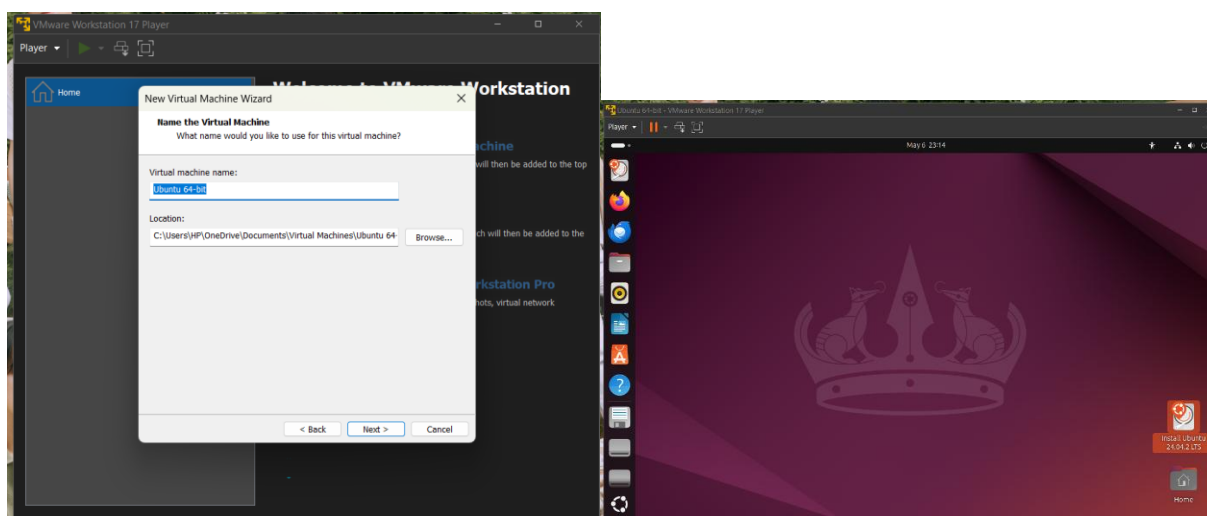 VMware Workstation 17 Player
Player
Home
Workstation
New Virtual Machine Wizard
Name the Virtual Machine
What name would you like to use for this virtual machine?
Virtual machine name:
Ubuntu 64-bit
Location:
C:\Users\HP\OneDrive\Documents\Virtual Machines\Ubuntu 64-
Browse...
< Back
Next >
Cancel
achine
will then be added to the top
ch will then be added to the
rkstation Pro
hots, virtual network
Ubuntu 64-bit - VMware Workstation 17 Player
Player
May 6 23:14
Install Ubuntu
24.04.2 LTS
Home